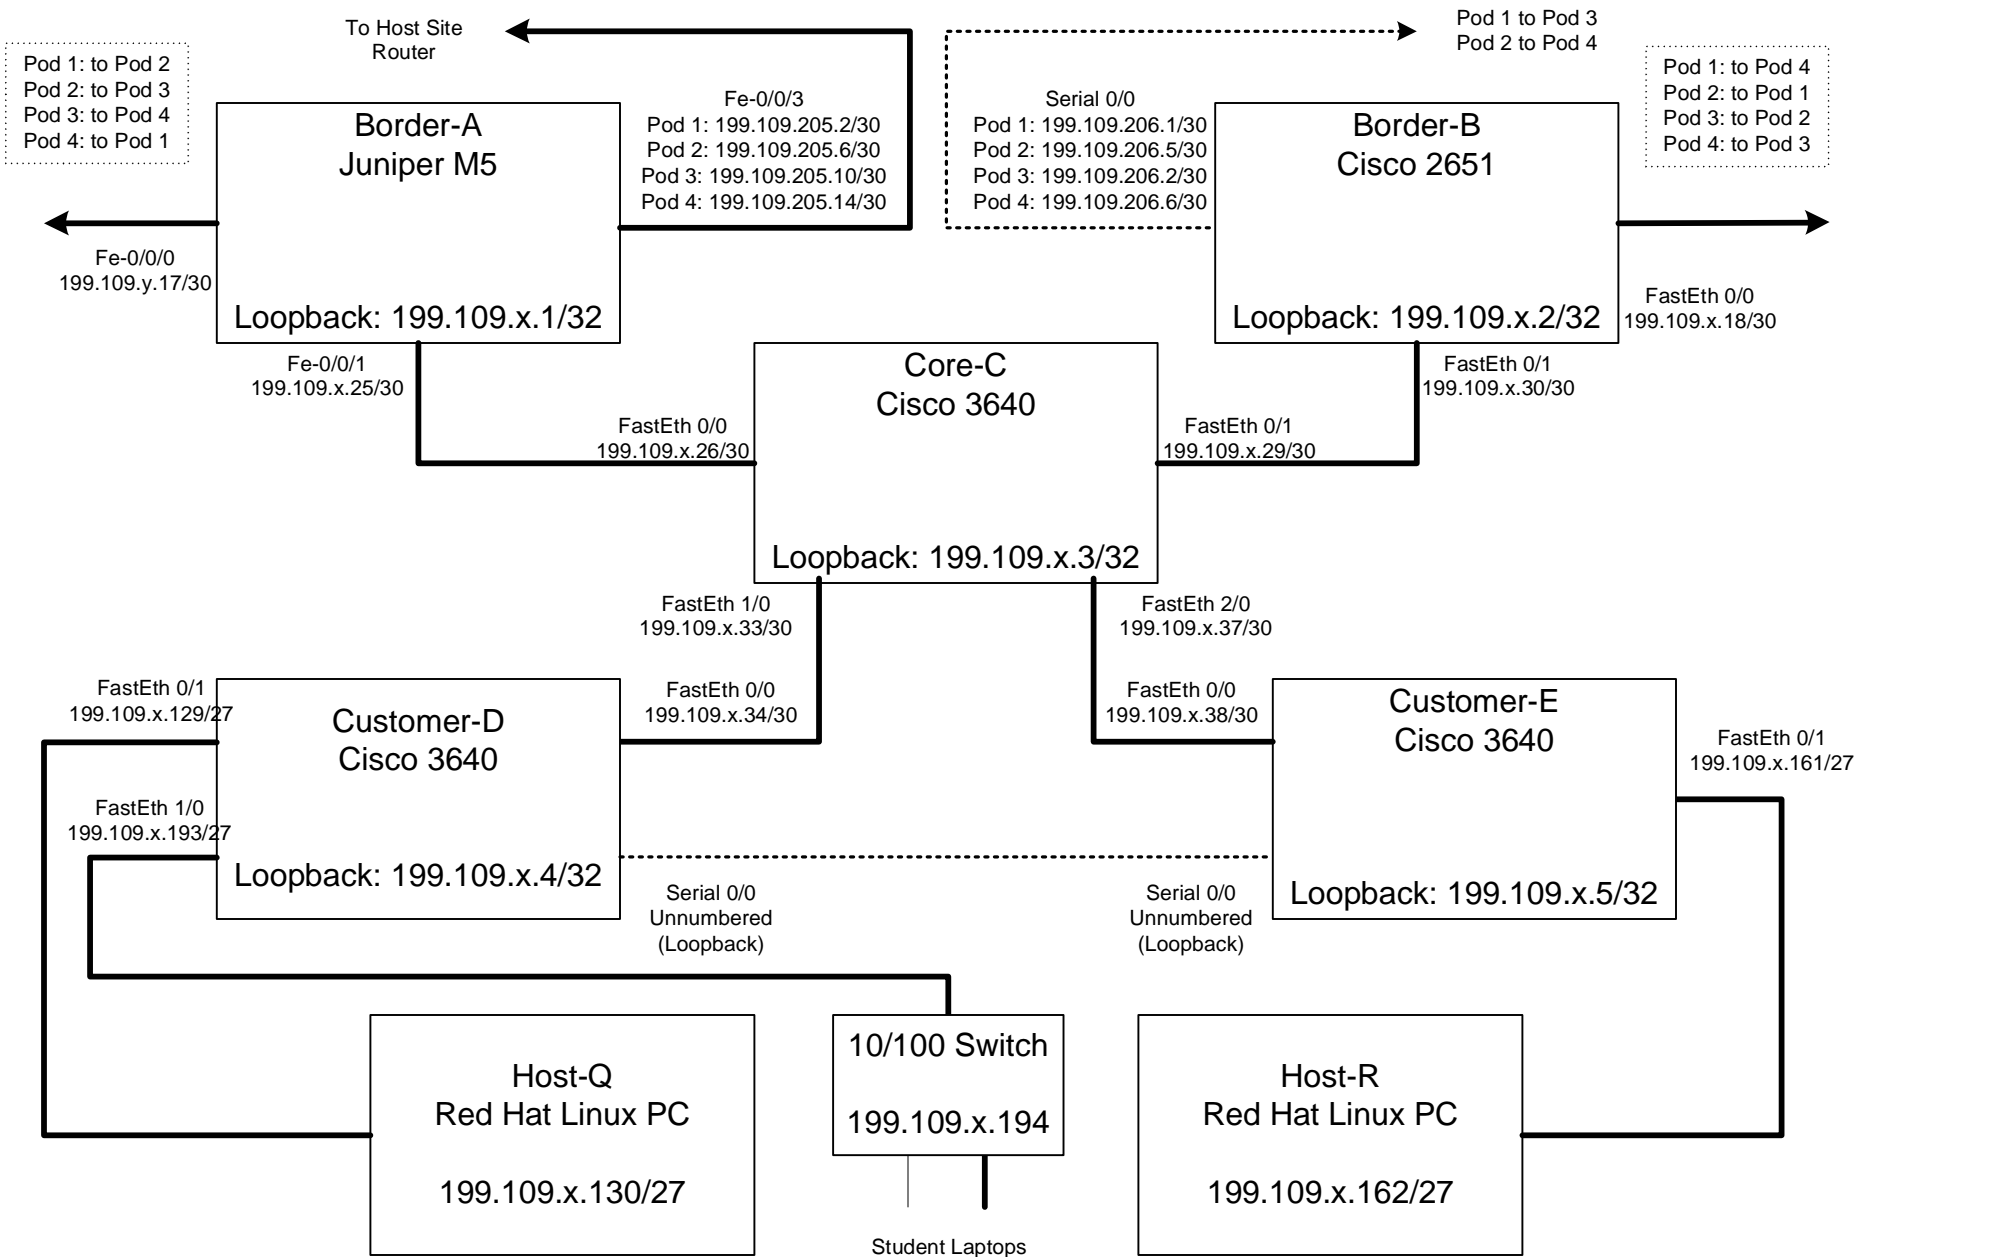 To Host Site
Router
Pod 1 to Pod 3
Pod 2 to Pod 4
Pod 1: to Pod 2
Pod 2: to Pod 3
Pod 3: to Pod 4
Pod 4: to Pod 1
Border-A
Juniper M5
Loopback: 199.109.x.1/32
Fe-0/0/3
Pod 1: 199.109.205.2/30
Pod 2: 199.109.205.6/30
Pod 3: 199.109.205.10/30
Pod 4: 199.109.205.14/30
Serial 0/0
Pod 1: 199.109.206.1/30
Pod 2: 199.109.206.5/30
Pod 3: 199.109.206.2/30
Pod 4: 199.109.206.6/30
Border-B
Cisco 2651
Loopback: 199.109.x.2/32
Pod 1: to Pod 4
Pod 2: to Pod 1
Pod 3: to Pod 2
Pod 4: to Pod 3
Fe-0/0/0
199.109.y.17/30
FastEth 0/0
199.109.x.18/30
Fe-0/0/1
199.109.x.25/30
FastEth 0/0
199.109.x.26/30
Core-C
Cisco 3640
Loopback: 199.109.x.3/32
FastEth 0/1
199.109.x.29/30
FastEth 0/1
199.109.x.30/30
FastEth 1/0
199.109.x.33/30
FastEth 2/0
199.109.x.37/30
FastEth 0/1
199.109.x.129/27
Customer-D
Cisco 3640
Loopback: 199.109.x.4/32
FastEth 0/0
199.109.x.34/30
FastEth 0/0
199.109.x.38/30
Customer-E
Cisco 3640
Loopback: 199.109.x.5/32
FastEth 0/1
199.109.x.161/27
FastEth 1/0
199.109.x.193/27
Serial 0/0
Unnumbered
(Loopback)
Serial 0/0
Unnumbered
(Loopback)
Host-Q
Red Hat Linux PC
199.109.x.130/27
10/100 Switch
199.109.x.194
Host-R
Red Hat Linux PC
199.109.x.162/27
Student Laptops